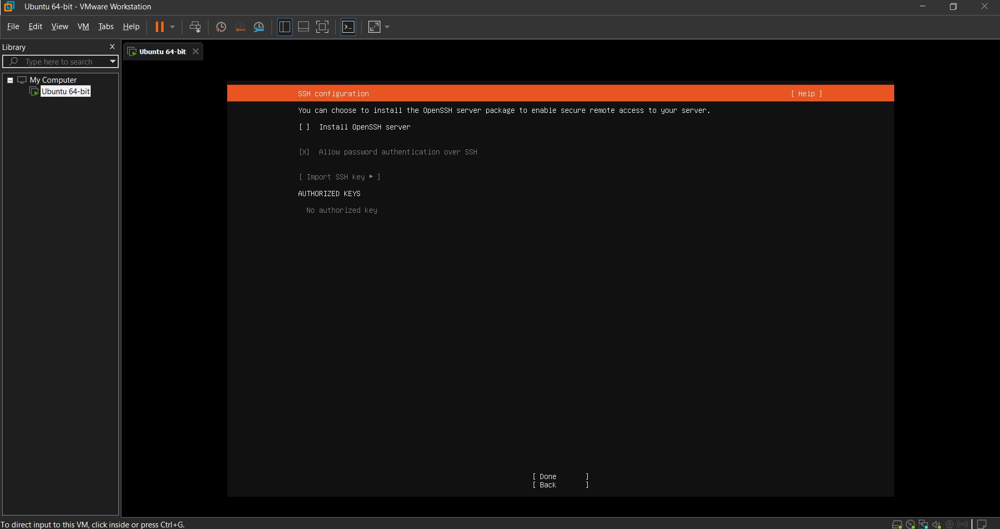 Ubuntu 64-bit - VMware Workstation
File Edit View VM Tabs Help
Library
Type here to search
My Computer
Ubuntu 64-bit
Ubuntu 64-bit
SSH configuration [ Help ]
You can choose to install the OpenSSH server package to enable secure remote access to your server.
[ ] Install OpenSSH server
[X] Allow password authentication over SSH
[ Import SSH key ▸ ]
AUTHORIZED KEYS
No authorized key
[ Done ]
[ Back ]
To direct input to this VM, click inside or press Ctrl+G.